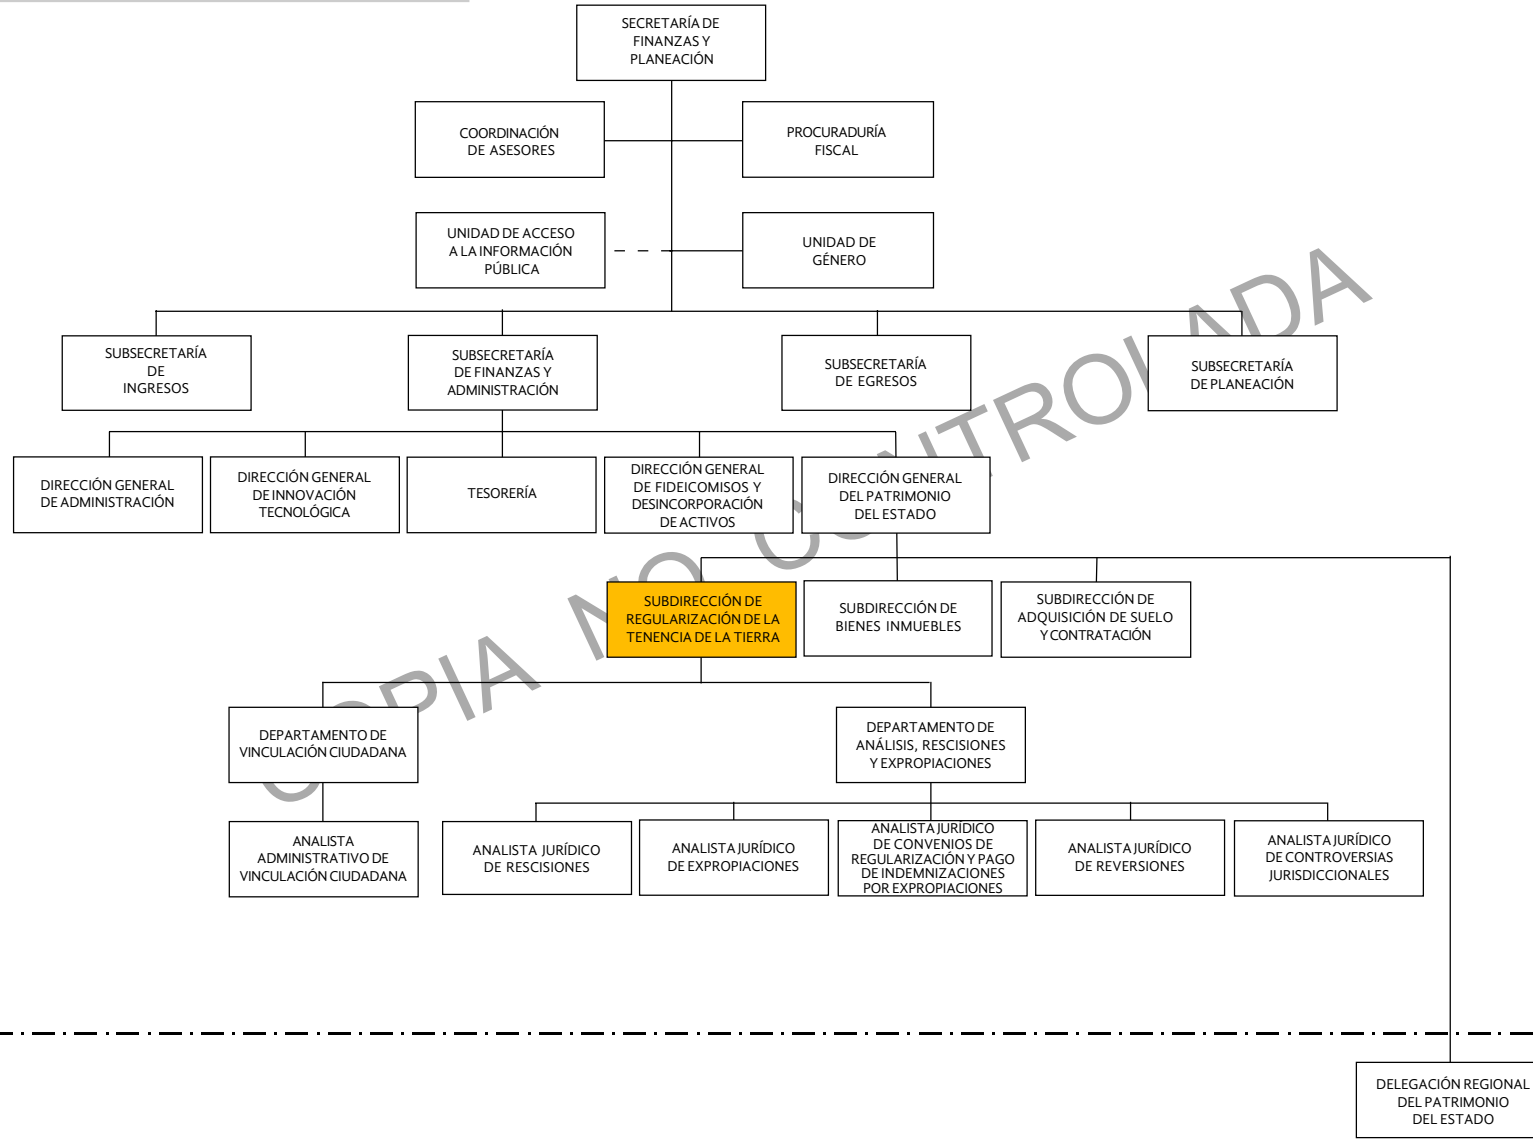 SECRETARÍA DE
FINANZAS Y
PLANEACIÓN
COORDINACIÓN
DE ASESORES
PROCURADURÍA
FISCAL
UNIDAD DE ACCESO
A LA INFORMACIÓN
PÚBLICA
UNIDAD DE
GÉNERO
SUBSECRETARÍA
DE
INGRESOS
SUBSECRETARÍA
DE FINANZAS Y
ADMINISTRACIÓN
SUBSECRETARÍA
DE EGRESOS
SUBSECRETARÍA
DE PLANEACIÓN
DIRECCIÓN GENERAL
DE ADMINISTRACIÓN
DIRECCIÓN GENERAL
DE INNOVACIÓN
TECNOLÓGICA
TESORERÍA
DIRECCIÓN GENERAL
DE FIDEICOMISOS Y
DESINCORPORACIÓN
DE ACTIVOS
DIRECCIÓN GENERAL
DEL PATRIMONIO
DEL ESTADO
SUBDIRECCIÓN DE
REGULARIZACIÓN DE LA
TENENCIA DE LA TIERRA
SUBDIRECCIÓN DE
BIENES INMUEBLES
SUBDIRECCIÓN DE
ADQUISICIÓN DE SUELO
Y CONTRATACIÓN
DEPARTAMENTO DE
VINCULACIÓN CIUDADANA
DEPARTAMENTO DE
ANÁLISIS, RESCISIONES
Y EXPROPIACIONES
ANALISTA
ADMINISTRATIVO DE
VINCULACIÓN CIUDADANA
ANALISTA JURÍDICO
DE RESCISIONES
ANALISTA JURÍDICO
DE EXPROPIACIONES
ANALISTA JURÍDICO
DE CONVENIOS DE
REGULARIZACIÓN Y PAGO
DE INDEMNIZACIONES
POR EXPROPIACIONES
ANALISTA JURÍDICO
DE REVERSIONES
ANALISTA JURÍDICO
DE CONTROVERSIAS
JURISDICCIONALES
DELEGACIÓN REGIONAL
DEL PATRIMONIO
DEL ESTADO
COPIA NO CONTROLADA